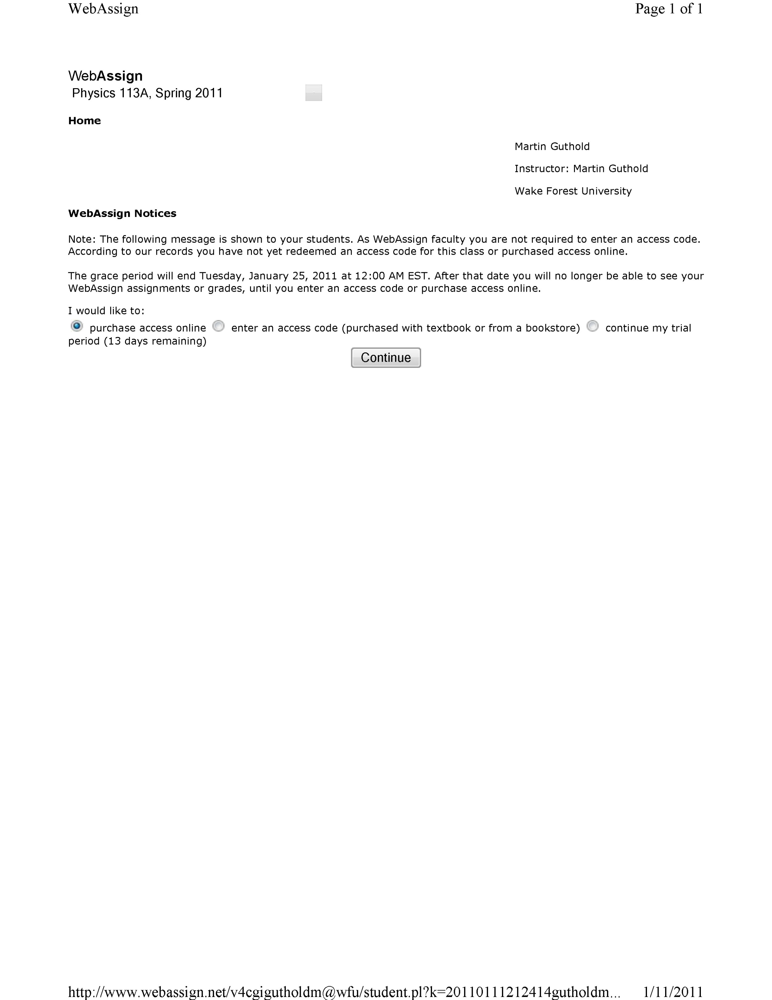 WebAssign Page 1 of 1
WebAssign
Physics 113A, Spring 2011
Home
Martin Guthold
Instructor: Martin Guthold
Wake Forest University
WebAssign Notices
Note: The following message is shown to your students. As WebAssign faculty you are not required to enter an access code.
According to our records you have not yet redeemed an access code for this class or purchased access online.
The grace period will end Tuesday, January 25, 2011 at 12:00 AM EST. After that date you will no longer be able to see your
WebAssign assignments or grades, until you enter an access code or purchase access online.
I would like to:
purchase access online enter an access code (purchased with textbook or from a bookstore) continue my trial
period (13 days remaining)
Continue
http://www.webassign.net/v4cgigutholdm@wfu/student.pl?k=20110111212414gutholdm... 1/11/2011